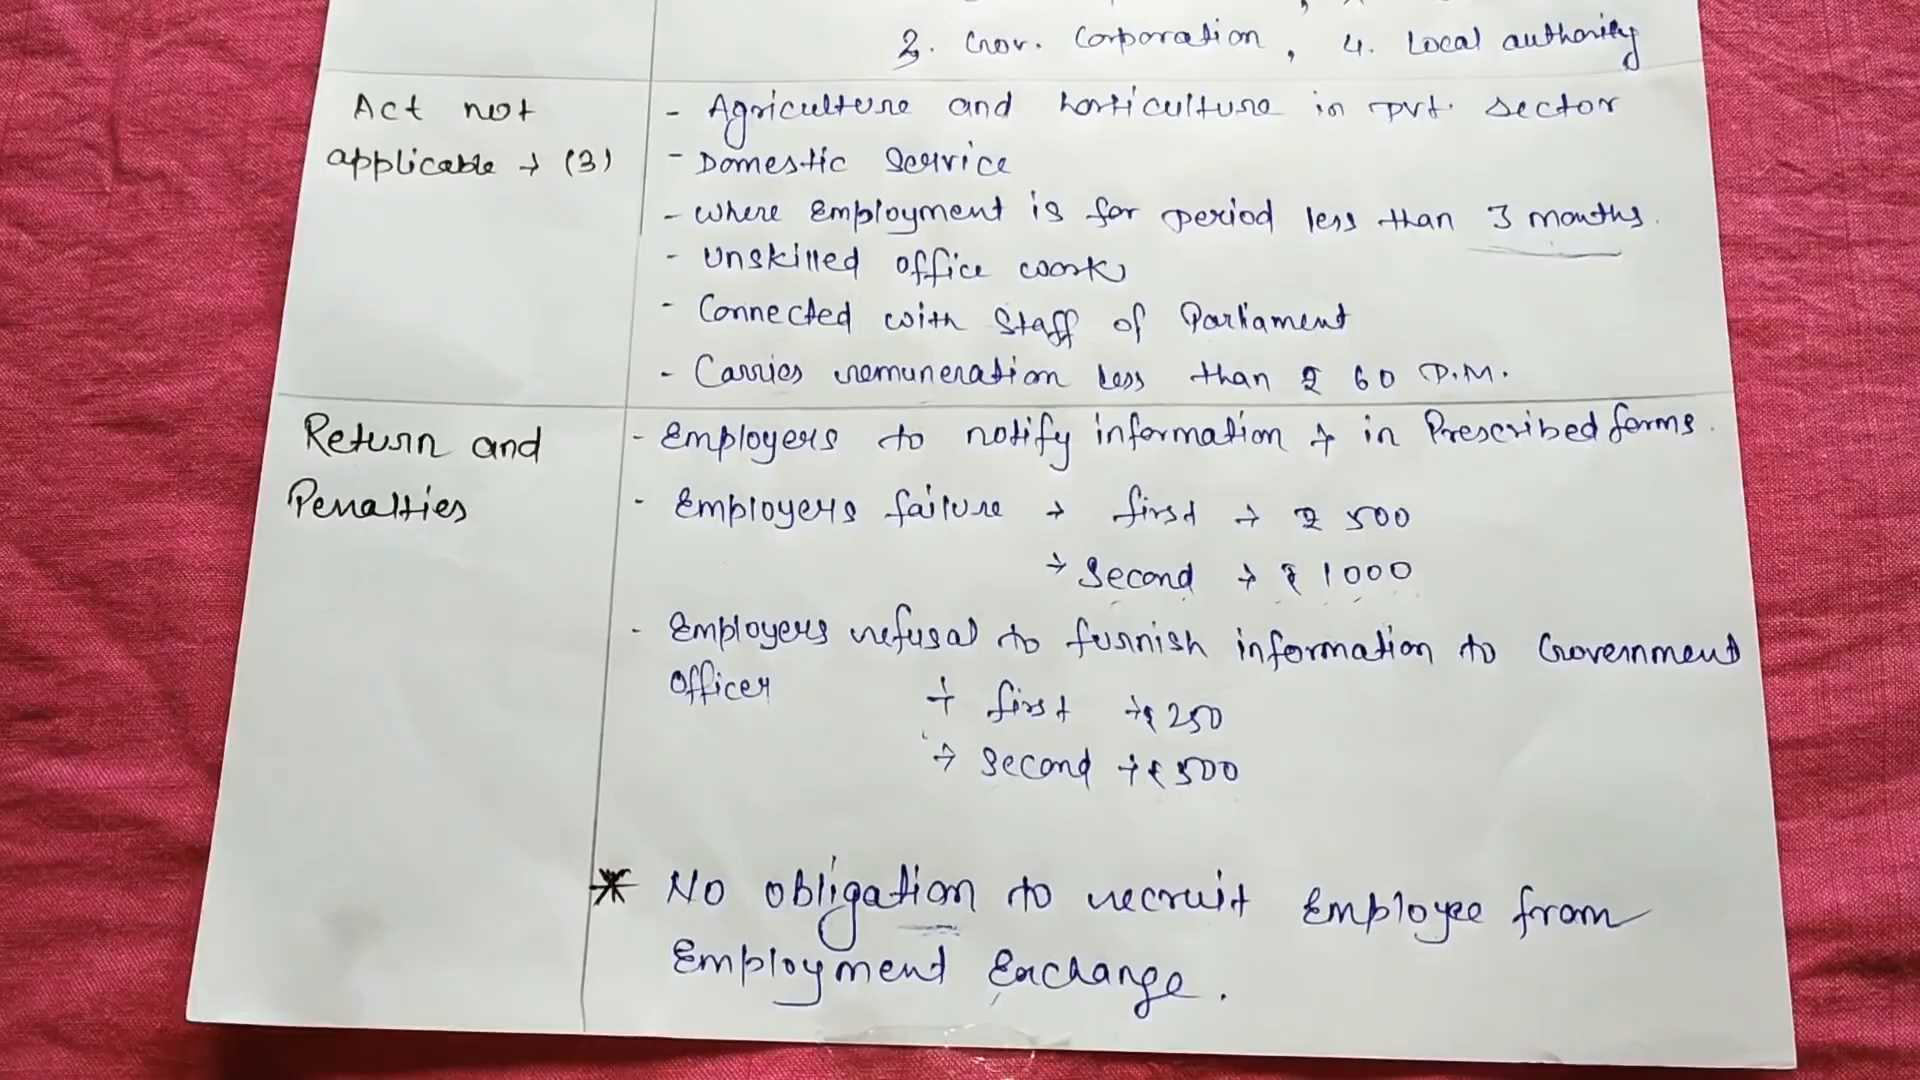 3. Gov. Corporation, 4. Local authority
Act not
applicable → (3)
- Agriculture and horticulture in pvt. sector
- Domestic Service
- Where Employment is for period less than 3 months.
- Unskilled office work
- Connected with Staff of Parliament
- Carries remuneration less than ₹ 60 P.M.
Return and
Penalties
- Employers to notify information → in Prescribed forms.
- Employers failure → first → ₹ 500
→ Second → ₹ 1000
- Employers refusal to furnish information to Government
Officer → first → ₹ 250
→ Second → ₹ 500
* No obligation to recruit Employee from
Employment Exchange.